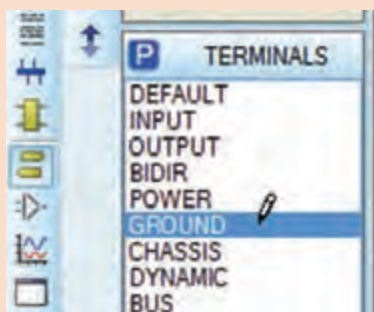 P TERMINALS
DEFAULT
INPUT
OUTPUT
BIDIR
POWER
GROUND
CHASSIS
DYNAMIC
BUS